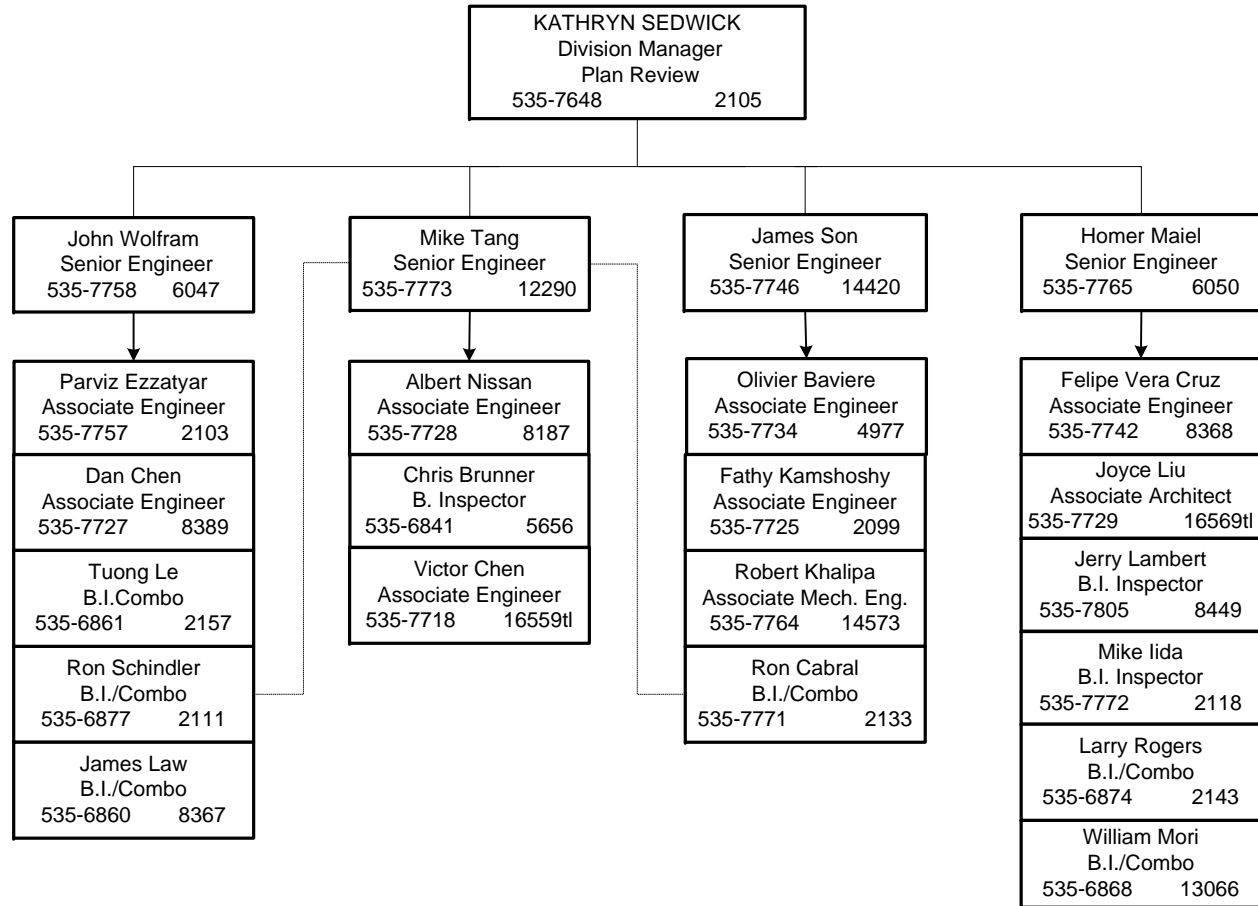 KATHRYN SEDWICK
Division Manager
Plan Review
535-7648 2105
John Wolfram
Senior Engineer
535-7758 6047
Parviz Ezzatyar
Associate Engineer
535-7757 2103
Dan Chen
Associate Engineer
535-7727 8389
Tuong Le
B.I.Combo
535-6861 2157
Ron Schindler
B.I./Combo
535-6877 2111
James Law
B.I./Combo
535-6860 8367
Mike Tang
Senior Engineer
535-7773 12290
Albert Nissan
Associate Engineer
535-7728 8187
Chris Brunner
B. Inspector
535-6841 5656
Victor Chen
Associate Engineer
535-7718 16559tl
James Son
Senior Engineer
535-7746 14420
Olivier Baviere
Associate Engineer
535-7734 4977
Fathy Kamshoshy
Associate Engineer
535-7725 2099
Robert Khalipa
Associate Mech. Eng.
535-7764 14573
Ron Cabral
B.I./Combo
535-7771 2133
Homer Maiel
Senior Engineer
535-7765 6050
Felipe Vera Cruz
Associate Engineer
535-7742 8368
Joyce Liu
Associate Architect
535-7729 16569tl
Jerry Lambert
B.I. Inspector
535-7805 8449
Mike Iida
B.I. Inspector
535-7772 2118
Larry Rogers
B.I./Combo
535-6874 2143
William Mori
B.I./Combo
535-6868 13066